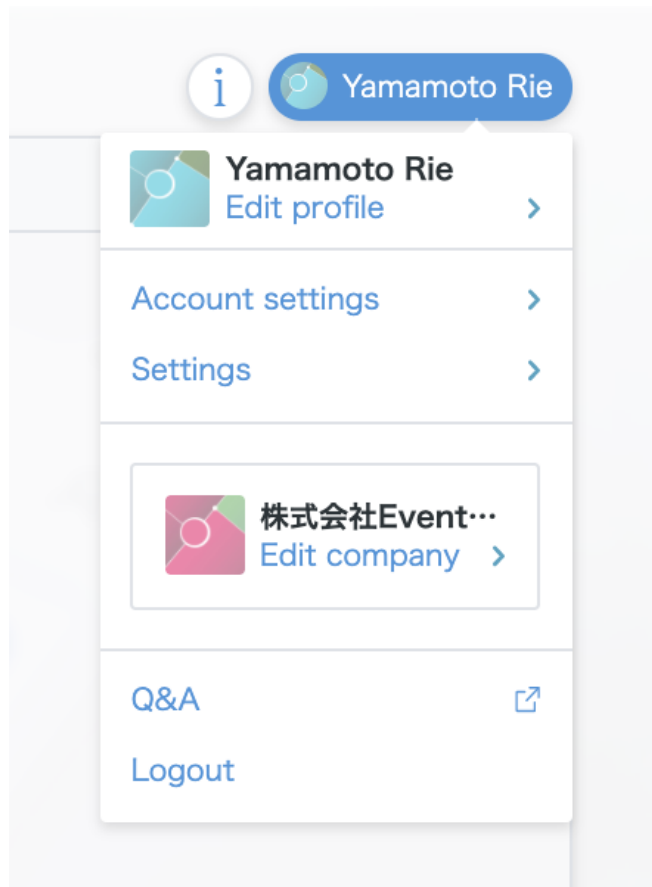 i
Yamamoto Rie
Yamamoto Rie
Edit profile
Account settings
Settings
株式会社Event…
Edit company
Q&A
Logout